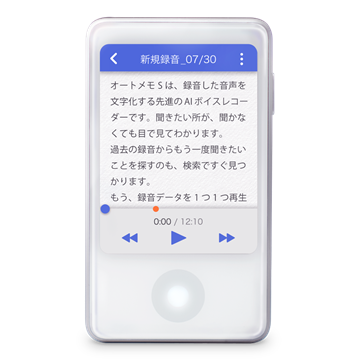 新規録音_07/30
オートメモSは、録音した音声を
文字化する先進のAIボイスレコー
ダーです。聞きたい所が、聞かな
くても目で見てわかります。
過去の録音からもう一度聞きたい
ことを探すのも、検索ですぐ見つ
かります。
もう、録音データを1つ1つ再生
0:00 / 12:10